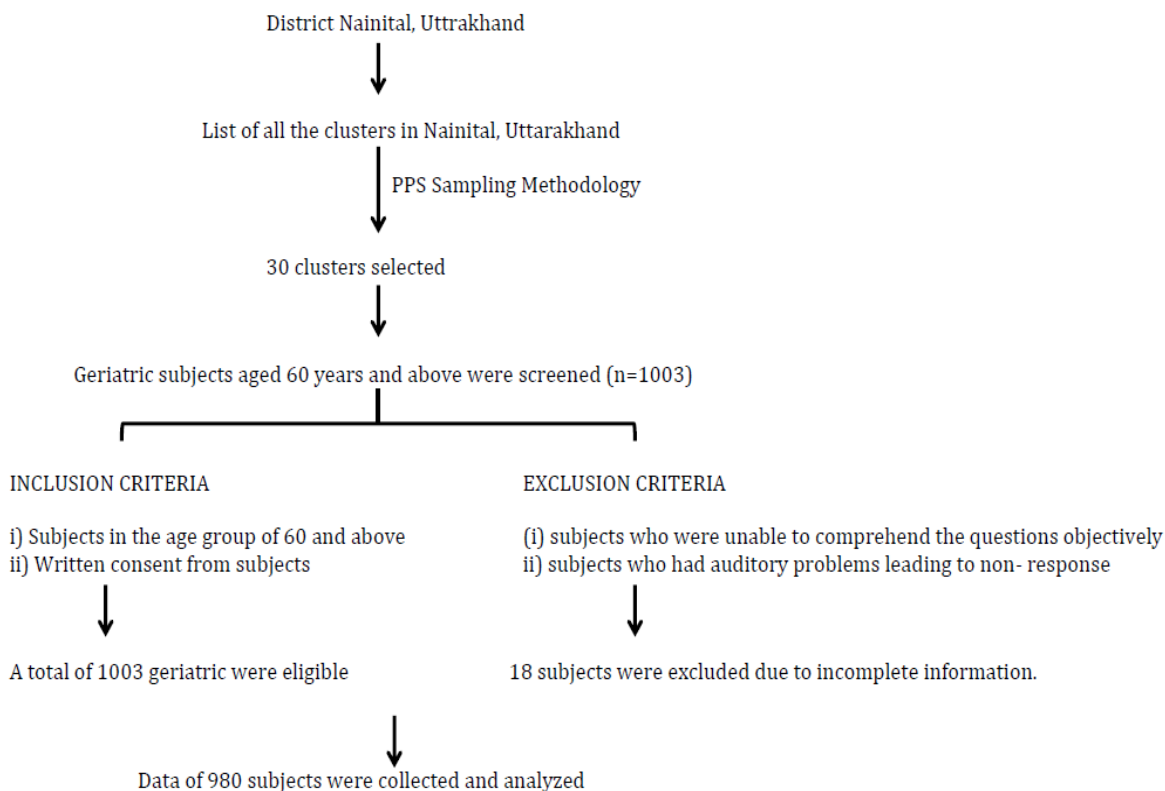 District Nainital, Uttrakhand
List of all the clusters in Nainital, Uttarakhand
PPS Sampling Methodology
30 clusters selected
Geriatric subjects aged 60 years and above were screened (n=1003)
INCLUSION CRITERIA
i) Subjects in the age group of 60 and above
ii) Written consent from subjects
A total of 1003 geriatric were eligible
EXCLUSION CRITERIA
(i) subjects who were unable to comprehend the questions objectively
ii) subjects who had auditory problems leading to non- response
18 subjects were excluded due to incomplete information.
Data of 980 subjects were collected and analyzed